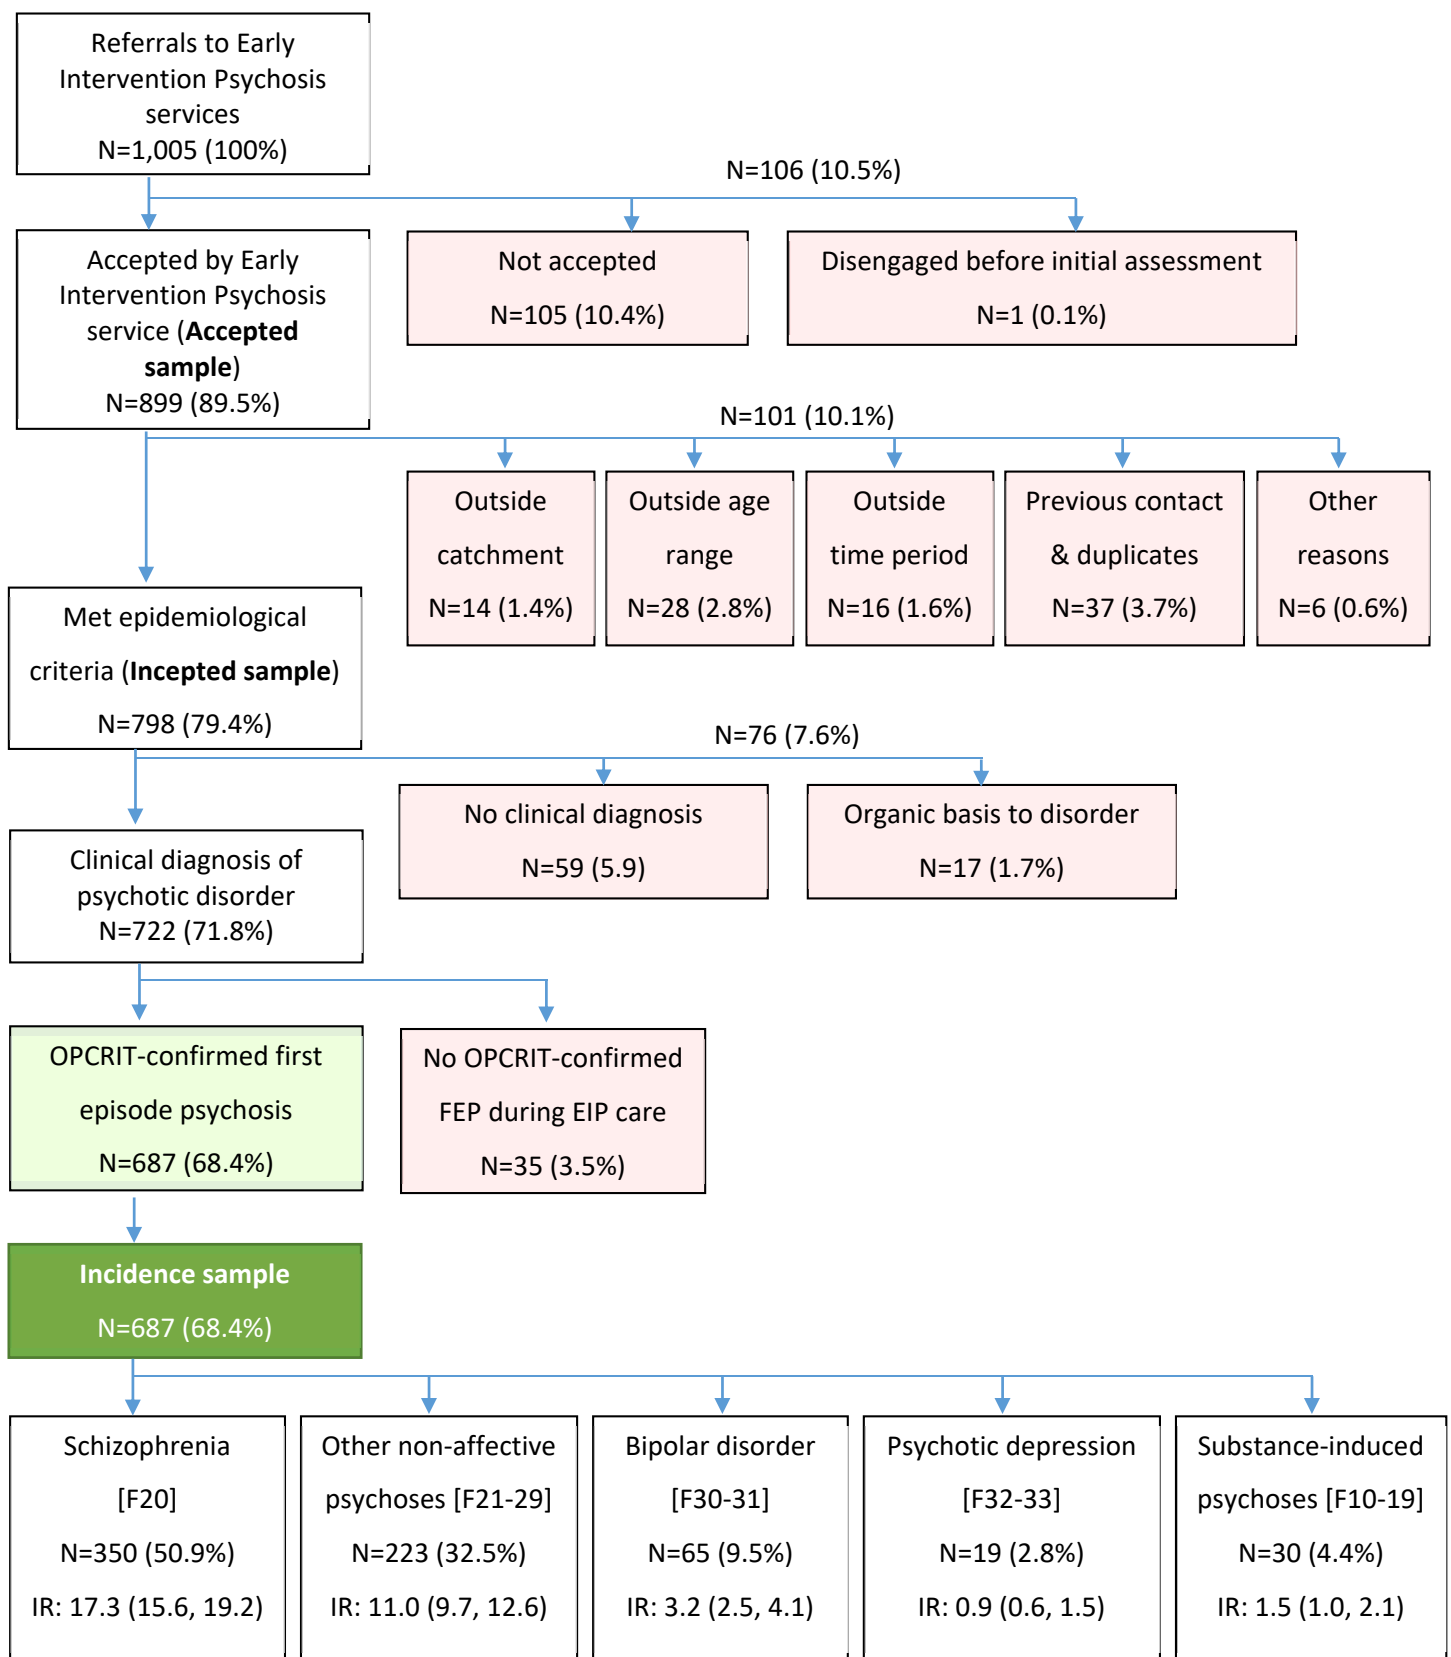 Referrals to Early
Intervention Psychosis
services
N=1,005 (100%)
N=106 (10.5%)
Accepted by Early
Intervention Psychosis
service (Accepted
sample)
N=899 (89.5%)
Not accepted
N=105 (10.4%)
Disengaged before initial assessment
N=1 (0.1%)
N=101 (10.1%)
Outside
catchment
N=14 (1.4%)
Outside age
range
N=28 (2.8%)
Outside
time period
N=16 (1.6%)
Previous contact
& duplicates
N=37 (3.7%)
Other
reasons
N=6 (0.6%)
Met epidemiological
criteria (Incepted sample)
N=798 (79.4%)
N=76 (7.6%)
No clinical diagnosis
N=59 (5.9)
Organic basis to disorder
N=17 (1.7%)
Clinical diagnosis of
psychotic disorder
N=722 (71.8%)
OPCRIT-confirmed first
episode psychosis
N=687 (68.4%)
No OPCRIT-confirmed
FEP during EIP care
N=35 (3.5%)
Incidence sample
N=687 (68.4%)
Schizophrenia
[F20]
N=350 (50.9%)
IR: 17.3 (15.6, 19.2)
Other non-affective
psychoses [F21-29]
N=223 (32.5%)
IR: 11.0 (9.7, 12.6)
Bipolar disorder
[F30-31]
N=65 (9.5%)
IR: 3.2 (2.5, 4.1)
Psychotic depression
[F32-33]
N=19 (2.8%)
IR: 0.9 (0.6, 1.5)
Substance-induced
psychoses [F10-19]
N=30 (4.4%)
IR: 1.5 (1.0, 2.1)